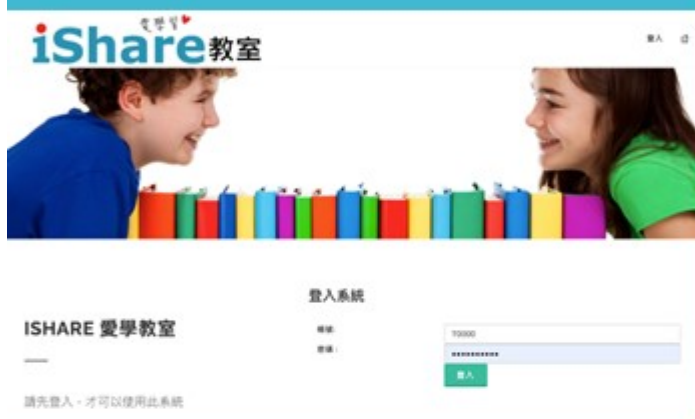 愛學習
iShare教室
登入
登入系統
ISHARE 愛學教室
帳號:
密碼:
T0000
登入
請先登入，才可以使用此系統